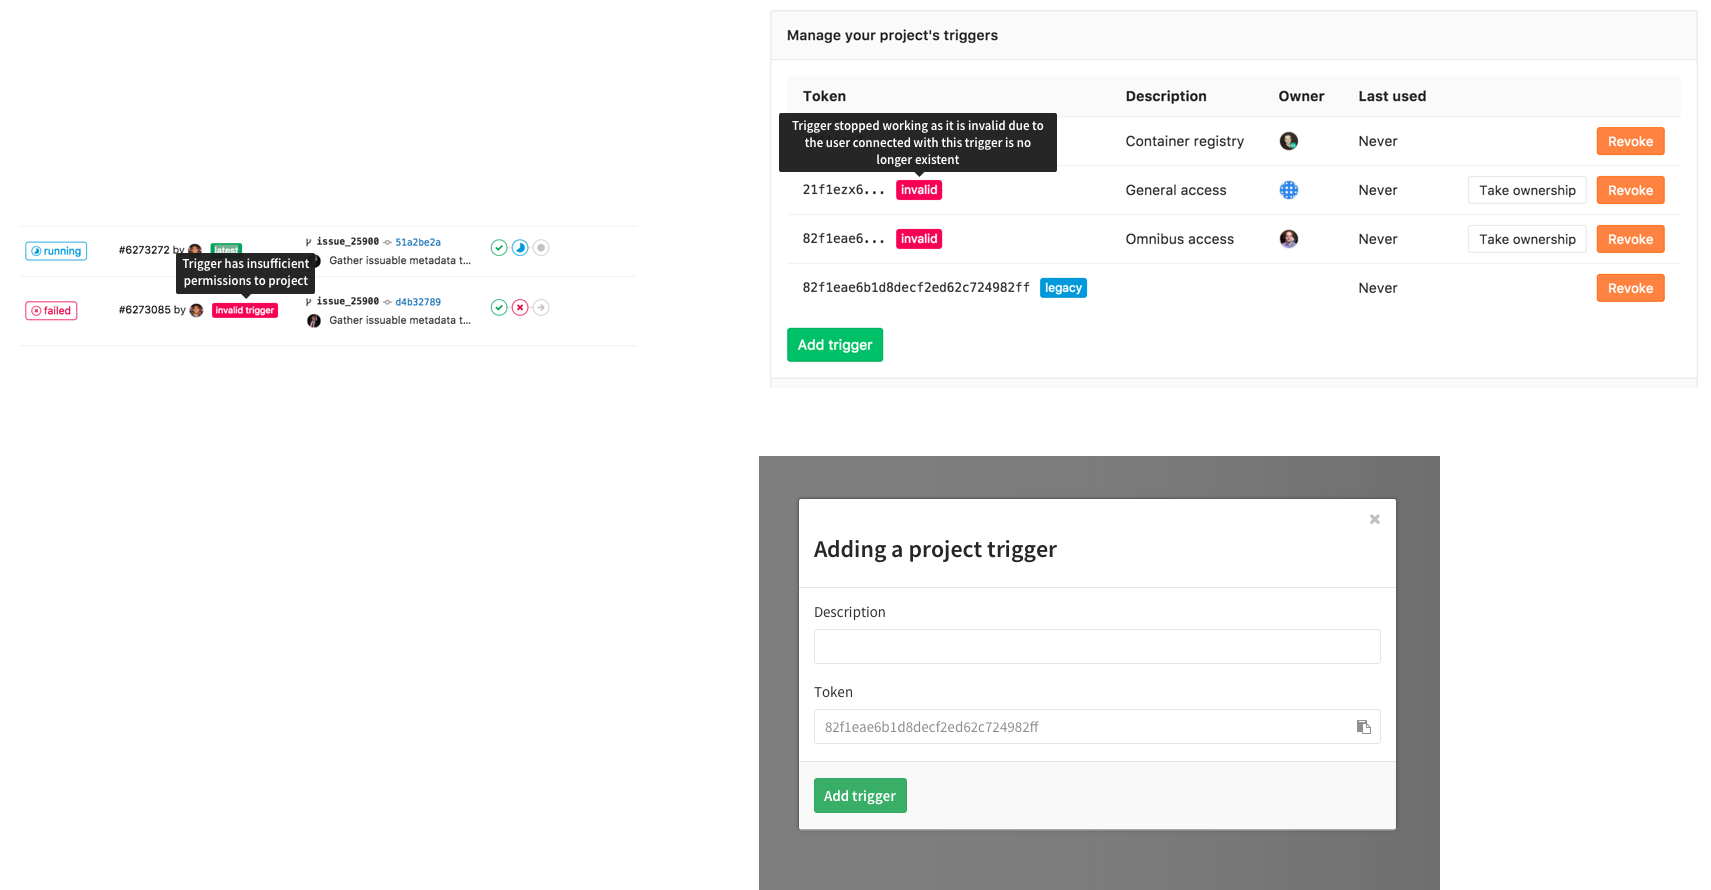 running
#6273272 by
latest
issue_25900
51a2be2a
Gather issuable metadata t...
Trigger has insufficient
permissions to project
failed
#6273085 by
invalid trigger
issue_25900
d4b32789
Gather issuable metadata t...
Manage your project's triggers
Token Description Owner Last used
Trigger stopped working as it is invalid due to
the user connected with this trigger is no
longer existent
Container registry Never Revoke
21f1ezx6... invalid General access Never Take ownership Revoke
82f1eae6... invalid Omnibus access Never Take ownership Revoke
82f1eae6b1d8decf2ed62c724982ff legacy Never Revoke
Add trigger
Adding a project trigger
Description
Token
82f1eae6b1d8decf2ed62c724982ff
Add trigger